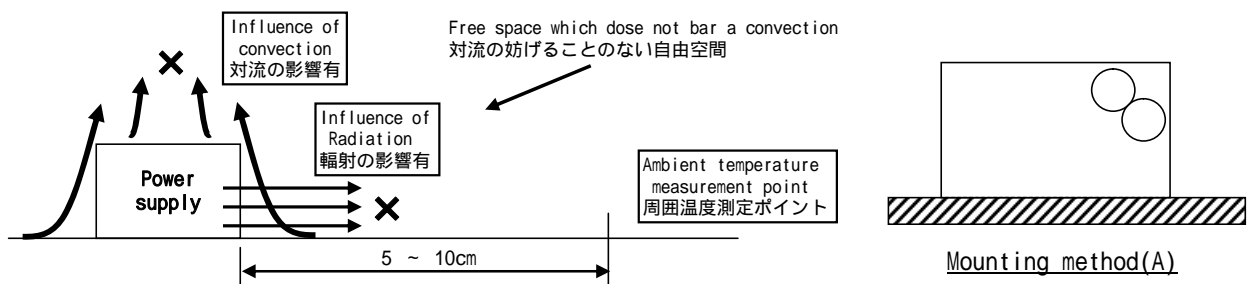 Influence of
convection
対流の影響有
Free space which dose not bar a convection
対流の妨げることのない自由空間
Influence of
Radiation
輻射の影響有
Ambient temperature
measurement point
周囲温度測定ポイント
Power
supply
5 ~ 10cm
Mounting method(A)